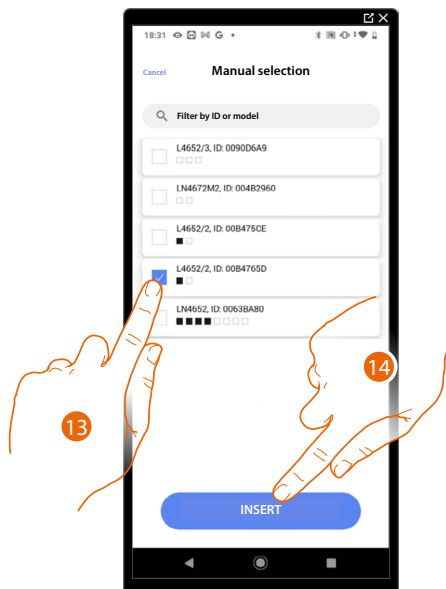 18:31 G
Cancel
Manual selection
Filter by ID or model
L4652/3, ID: 0090D6A9
LN4672M2, ID: 004B2960
L4652/2, ID: 00B475CE
L4652/2, ID: 00B4765D
LN4652, ID: 0063BA80
13
14
INSERT